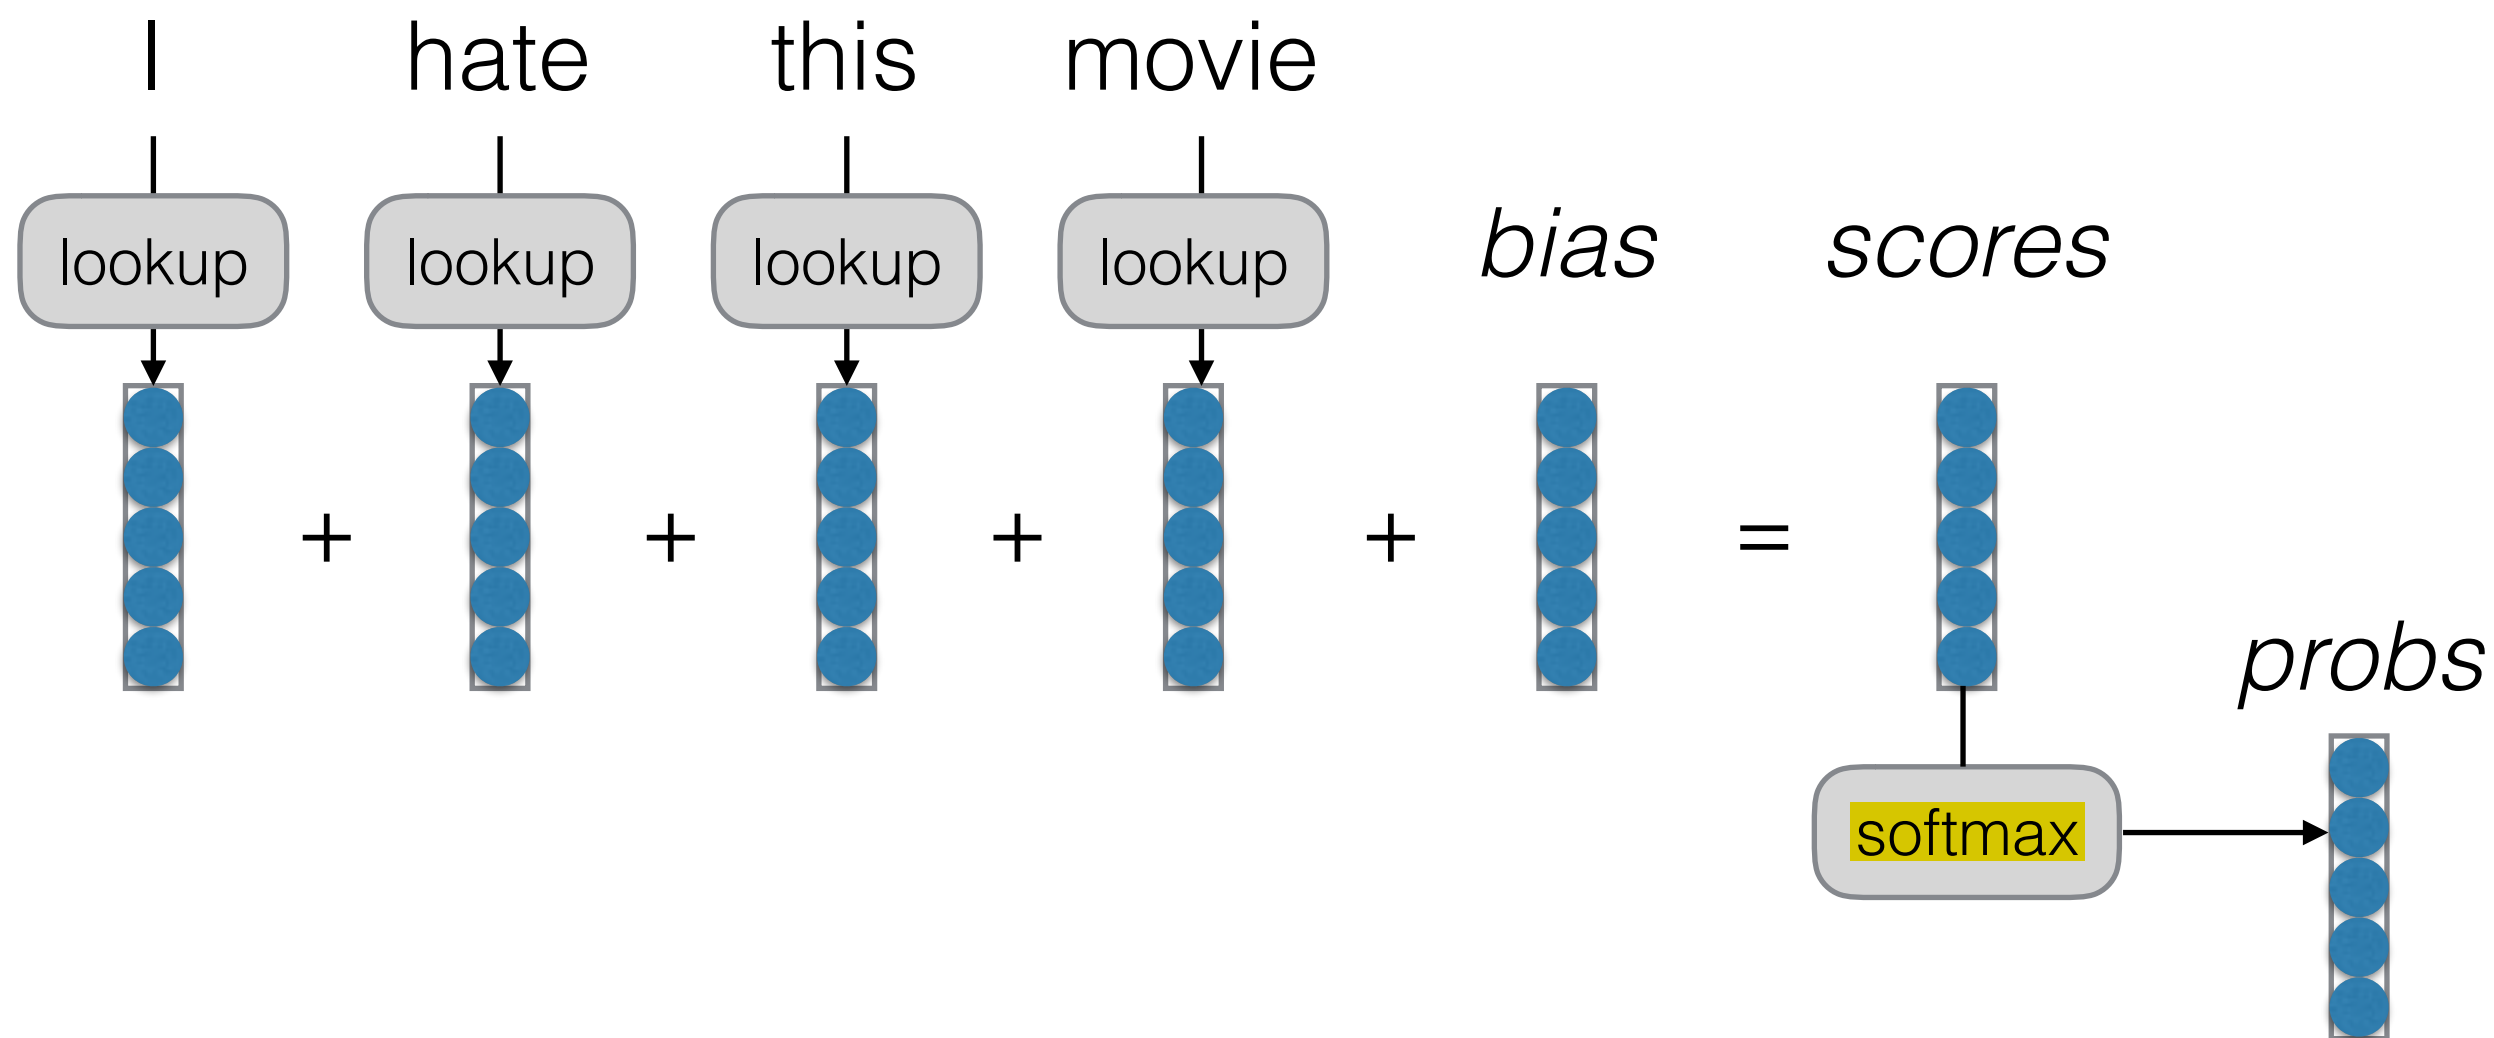 I hate this movie
lookup lookup lookup lookup
bias scores
+ + + + =
probs
softmax